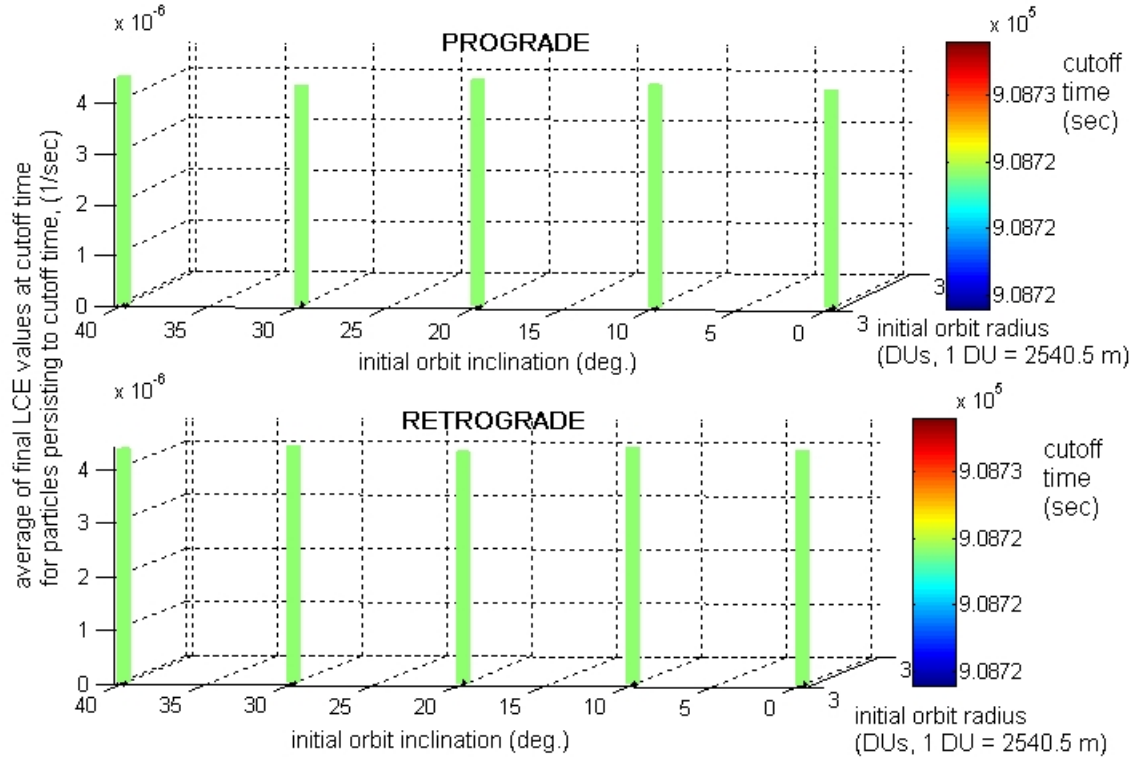 average of final LCE values at cutoff time
for particles persisting to cutoff time, (1/sec)
x 10-6
PROGRADE
4
3
2
1
0
40
35
30
25
20
15
10
5
0
3
3
initial orbit inclination (deg.)
initial orbit radius
(DUs, 1 DU = 2540.5 m)
x 10^5
9.0873
9.0872
9.0872
9.0872
cutoff
time
(sec)
x 10-6
RETROGRADE
4
3
2
1
0
40
35
30
25
20
15
10
5
0
3
3
initial orbit inclination (deg.)
initial orbit radius
(DUs, 1 DU = 2540.5 m)
x 10^5
9.0873
9.0872
9.0872
9.0872
cutoff
time
(sec)